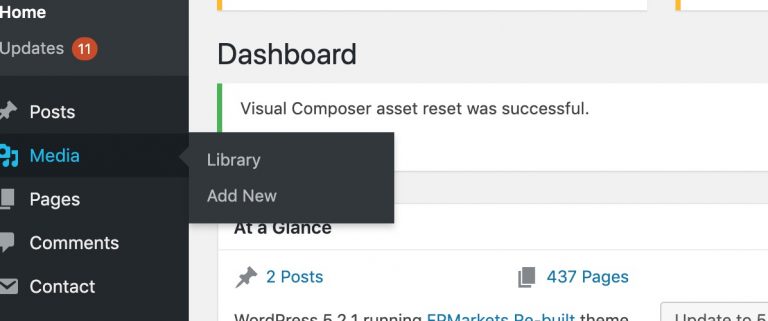 Home
Updates 11
Dashboard
Visual Composer asset reset was successful.
Posts
Media
Library
Add New
Pages
Comments
Contact
At a Glance
2 Posts
437 Pages
WordPress 5.2.1 running FPMarkets Re-built theme.
Update to 5